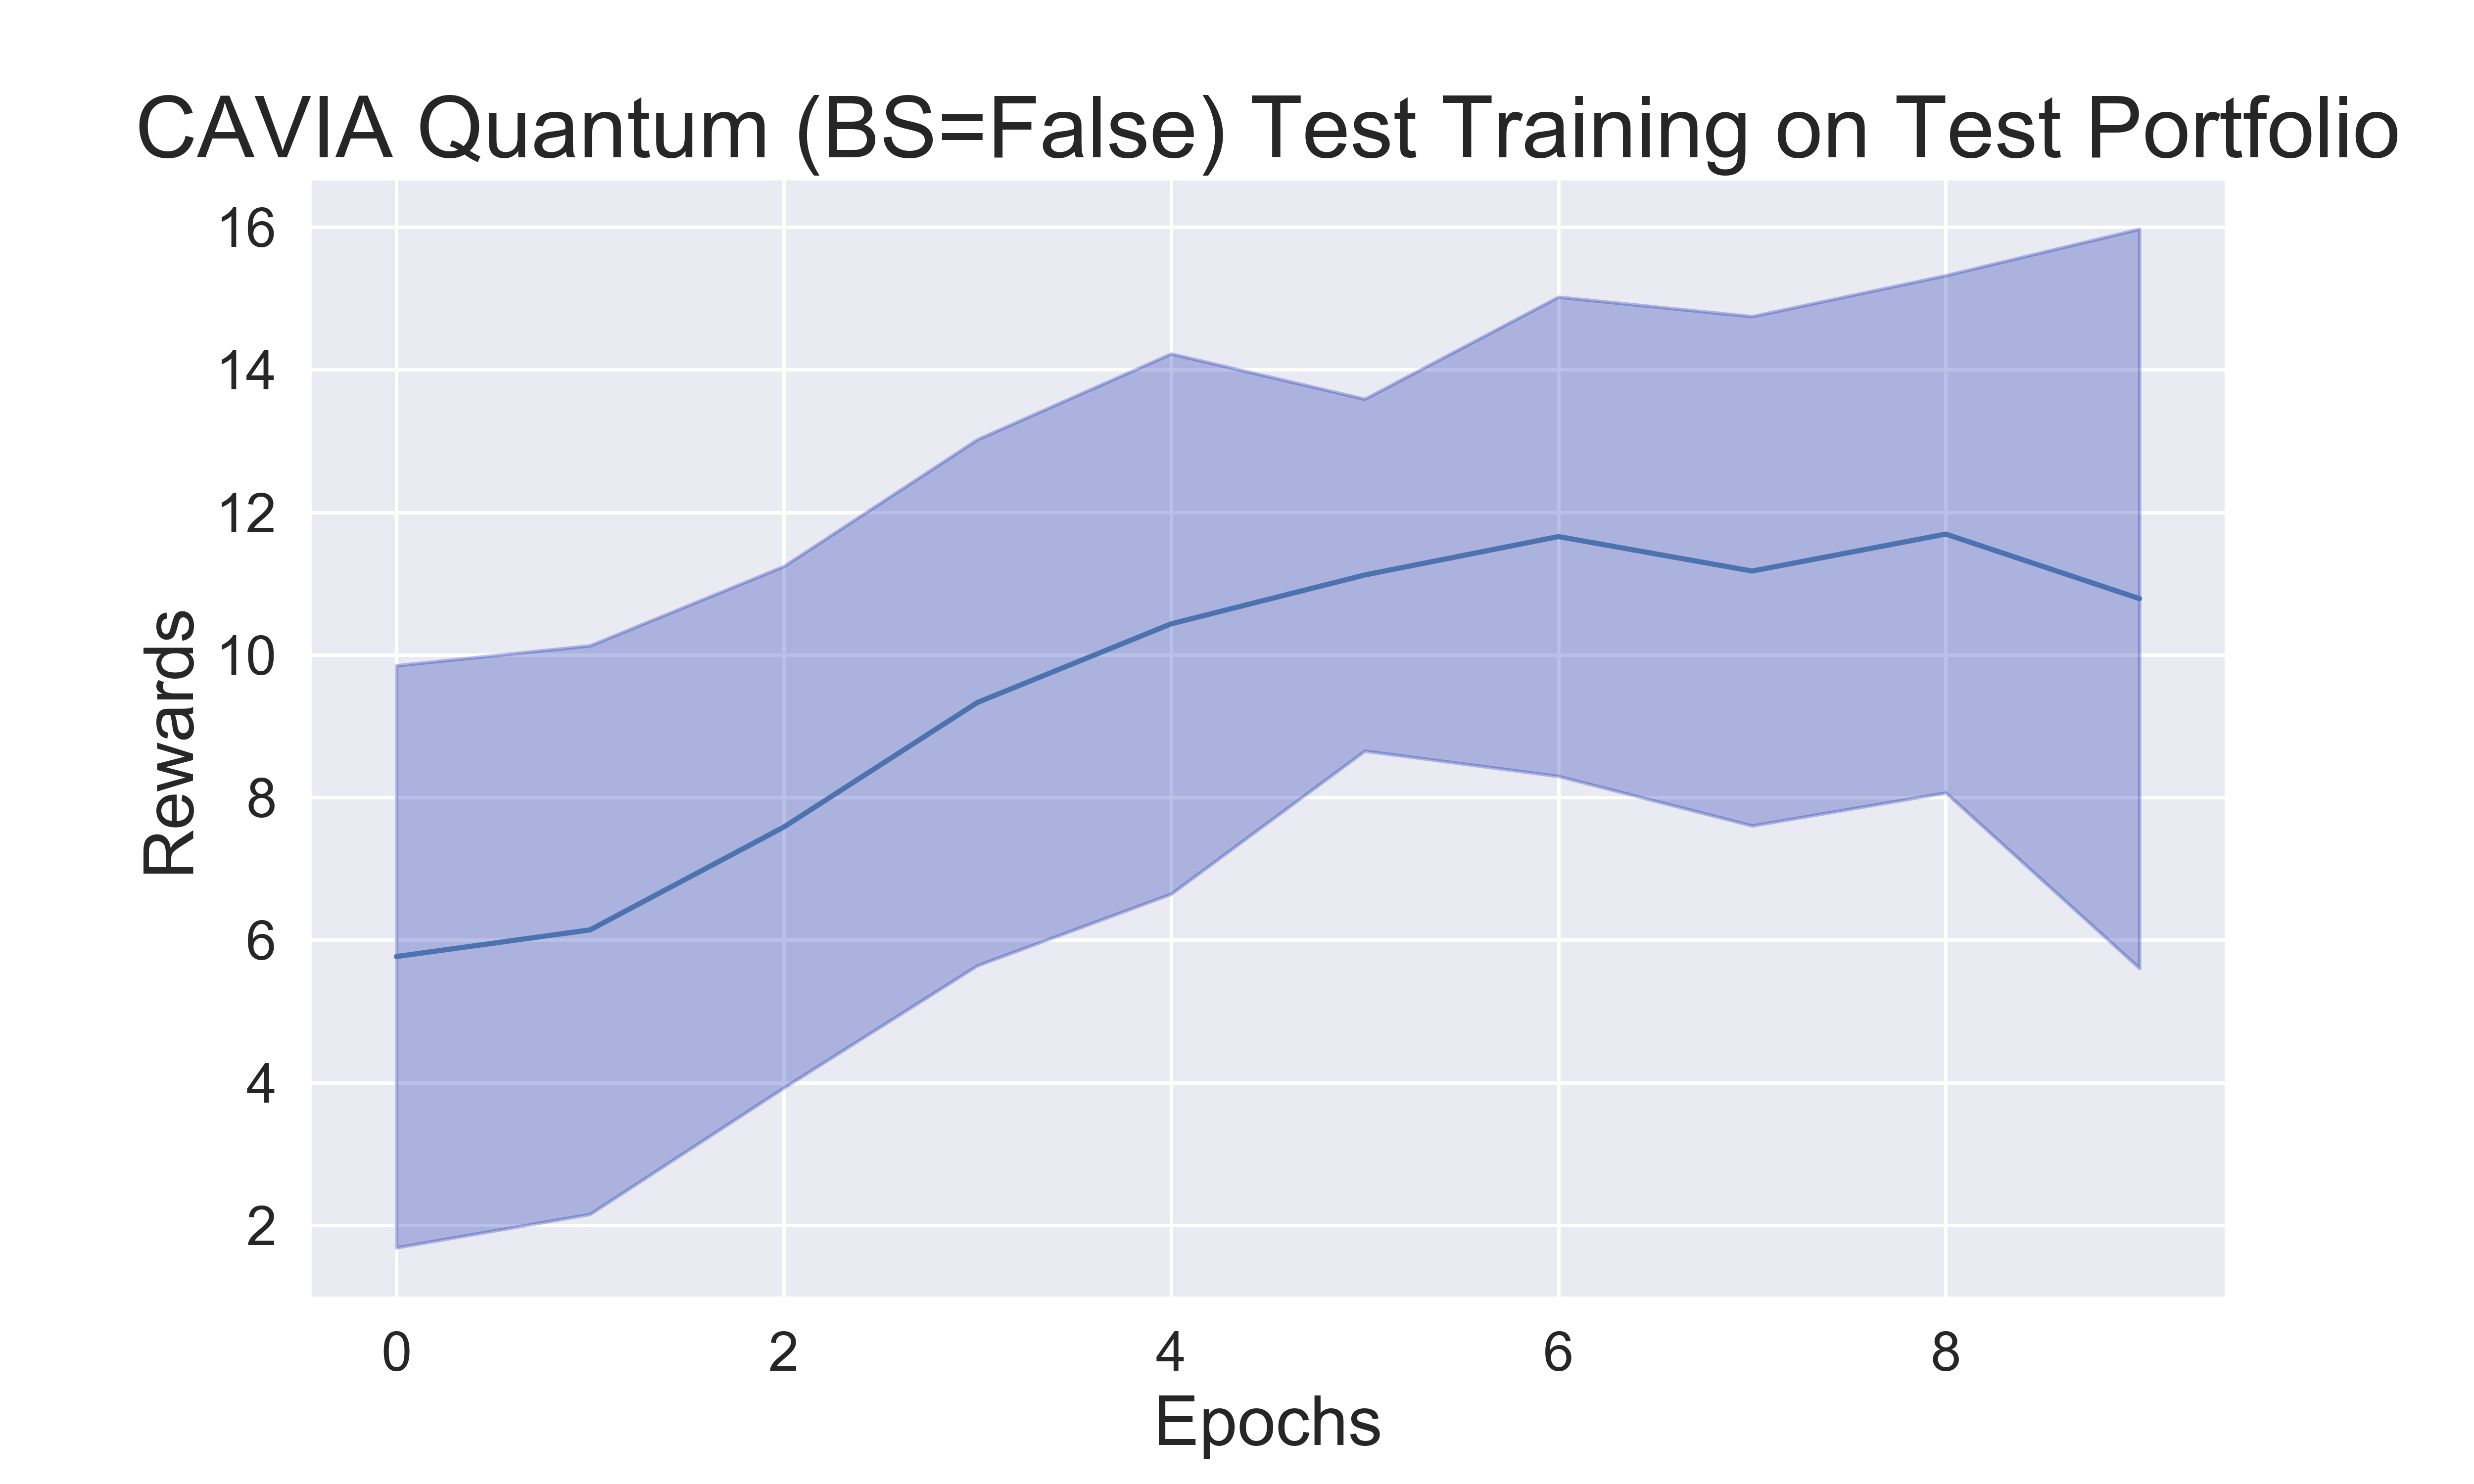 CAVIA Quantum (BS=False) Test Training on Test Portfolio
16
14
12
10
8
6
4
2
Rewards
0 2 4 6 8
Epochs